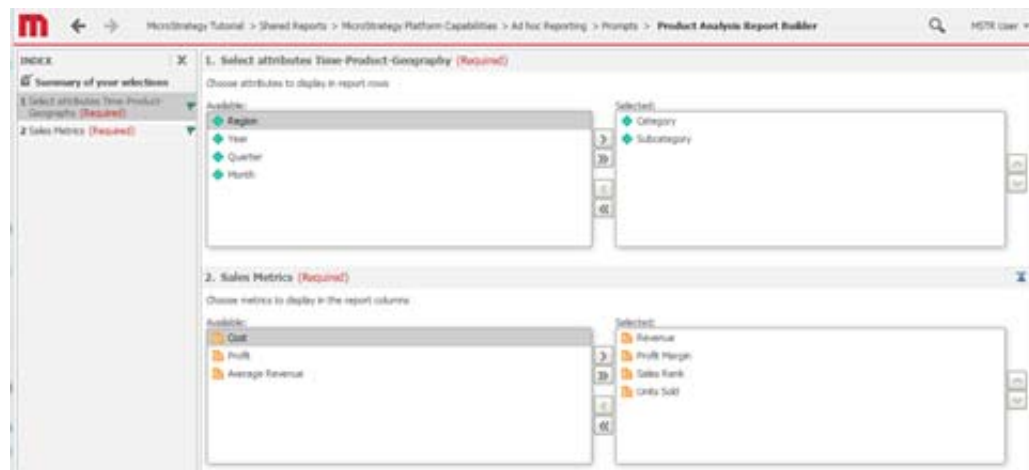 m
MicroStrategy Tutorial > Shared Reports > MicroStrategy Platform Capabilities > Ad hoc Reporting > Prompts > Product Analysis Report Builder
MSTR User
INDEX
Summary of your selections
1 Select attributes Time-Product-
Geography (Required)
2 Sales Metrics (Required)
1. Select attributes Time-Product-Geography (Required)
Choose attributes to display in report rows
Available:
Region
Year
Quarter
Month
Selected:
Category
Subcategory
2. Sales Metrics (Required)
Choose metrics to display in the report columns
Available:
Cost
Profit
Average Revenue
Selected:
Revenue
Profit Margin
Sales Rank
Units Sold